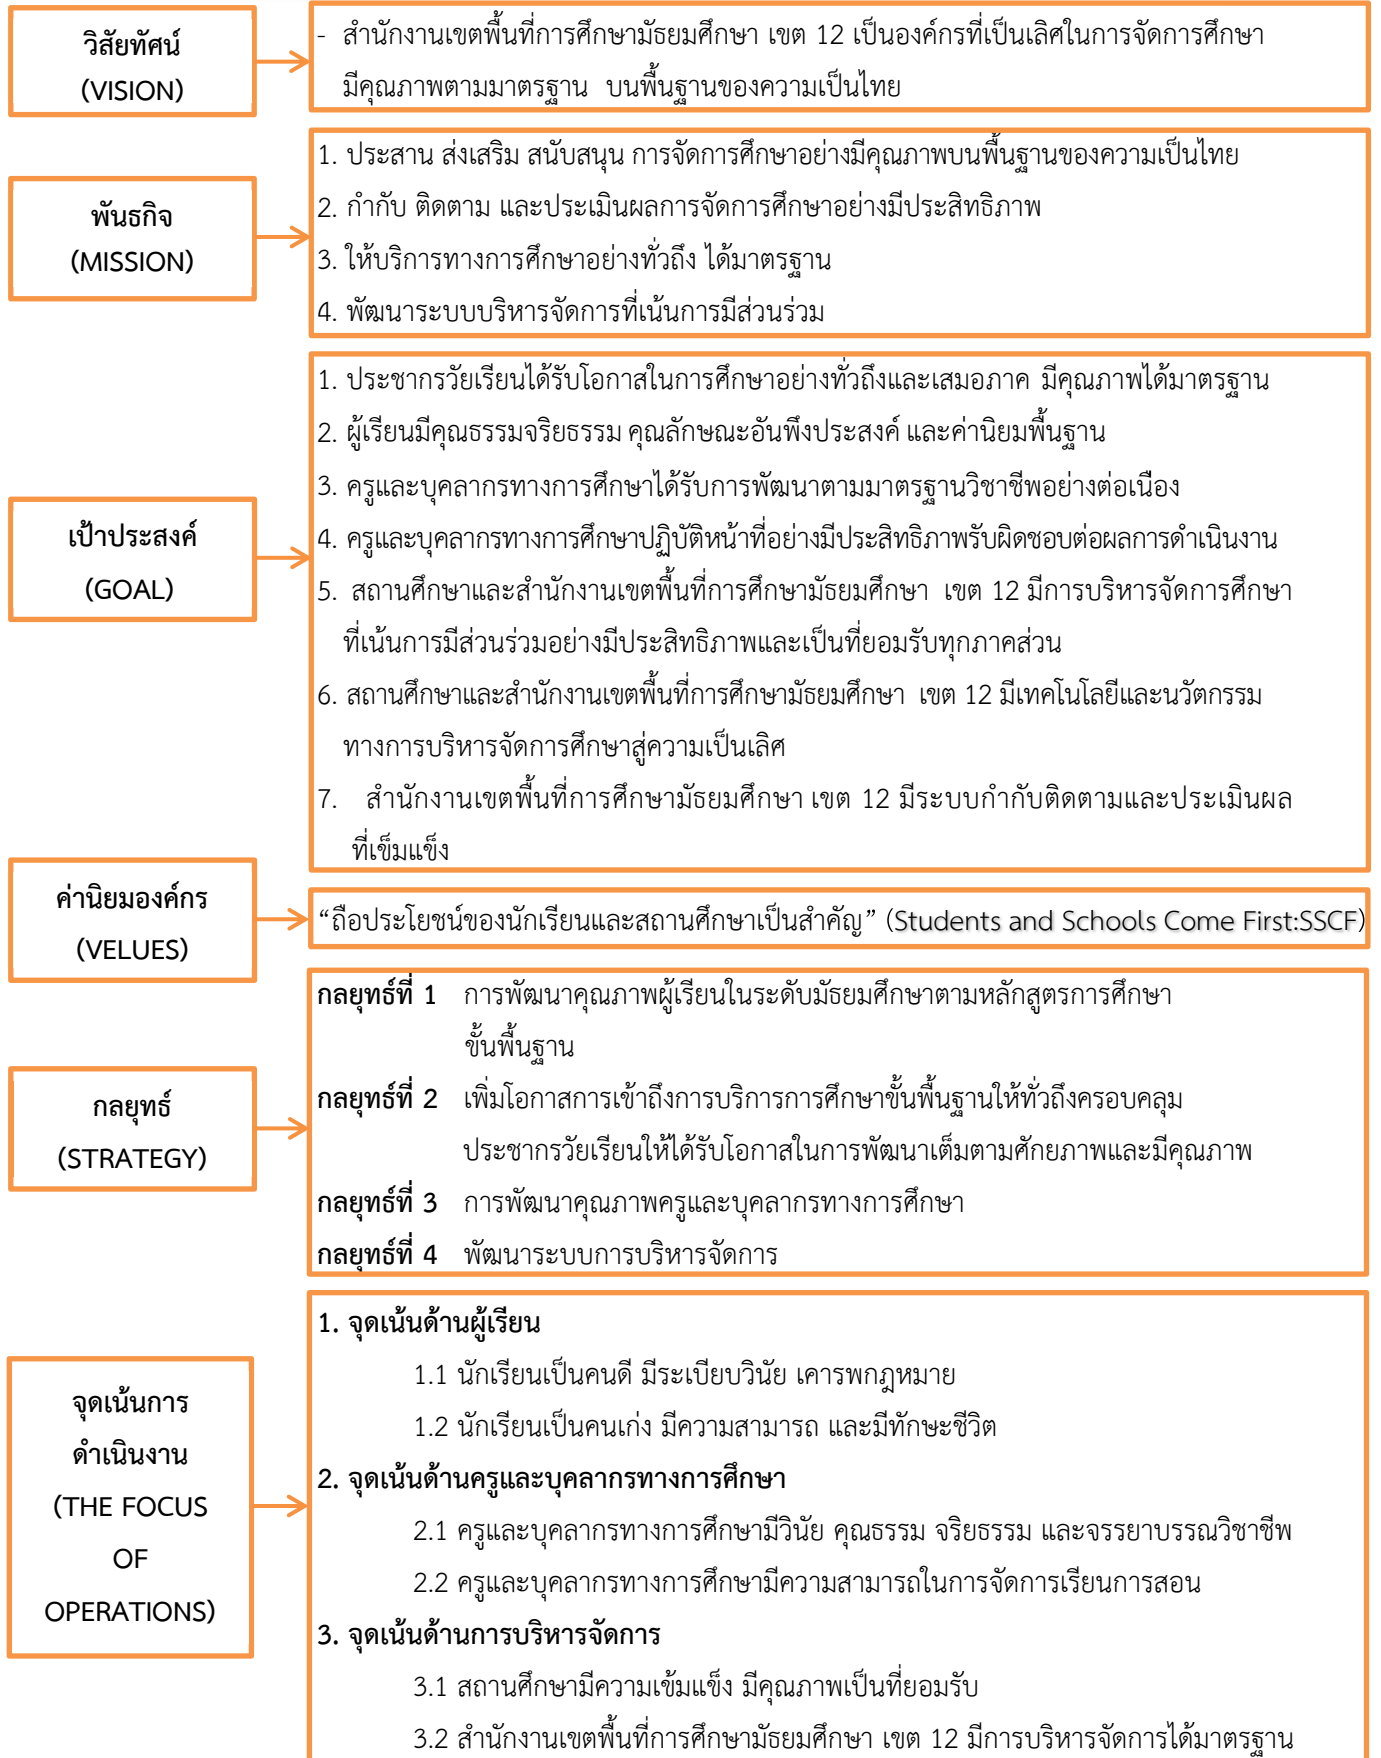 วิสัยทัศน์
(VISION)
- สำนักงานเขตพื้นที่การศึกษามัธยมศึกษา เขต 12 เป็นองค์กรที่เป็นเลิศในการจัดการศึกษา
มีคุณภาพตามมาตรฐาน บนพื้นฐานของความเป็นไทย
พันธกิจ
(MISSION)
1. ประสาน ส่งเสริม สนับสนุน การจัดการศึกษาอย่างมีคุณภาพบนพื้นฐานของความเป็นไทย
2. กำกับ ติดตาม และประเมินผลการจัดการศึกษาอย่างมีประสิทธิภาพ
3. ให้บริการทางการศึกษาอย่างทั่วถึง ได้มาตรฐาน
4. พัฒนาระบบบริหารจัดการที่เน้นการมีส่วนร่วม
เป้าประสงค์
(GOAL)
1. ประชากรวัยเรียนได้รับโอกาสในการศึกษาอย่างทั่วถึงและเสมอภาค มีคุณภาพได้มาตรฐาน
2. ผู้เรียนมีคุณธรรมจริยธรรม คุณลักษณะอันพึงประสงค์ และค่านิยมพื้นฐาน
3. ครูและบุคลากรทางการศึกษาได้รับการพัฒนาตามมาตรฐานวิชาชีพอย่างต่อเนื่อง
4. ครูและบุคลากรทางการศึกษาปฏิบัติหน้าที่อย่างมีประสิทธิภาพรับผิดชอบต่อผลการดำเนินงาน
5. สถานศึกษาและสำนักงานเขตพื้นที่การศึกษามัธยมศึกษา เขต 12 มีการบริหารจัดการศึกษา
ที่เน้นการมีส่วนร่วมอย่างมีประสิทธิภาพและเป็นที่ยอมรับทุกภาคส่วน
6. สถานศึกษาและสำนักงานเขตพื้นที่การศึกษามัธยมศึกษา เขต 12 มีเทคโนโลยีและนวัตกรรม
ทางการบริหารจัดการศึกษาสู่ความเป็นเลิศ
7. สำนักงานเขตพื้นที่การศึกษามัธยมศึกษา เขต 12 มีระบบกำกับติดตามและประเมินผล
ที่เข็มแข็ง
ค่านิยมองค์กร
(VELUES)
“ถือประโยชน์ของนักเรียนและสถานศึกษาเป็นสำคัญ” (Students and Schools Come First:SSCF)
กลยุทธ์
(STRATEGY)
กลยุทธ์ที่ 1 การพัฒนาคุณภาพผู้เรียนในระดับมัธยมศึกษาตามหลักสูตรการศึกษา
ขั้นพื้นฐาน
กลยุทธ์ที่ 2 เพิ่มโอกาสการเข้าถึงการบริการการศึกษาขั้นพื้นฐานให้ทั่วถึงครอบคลุม
ประชากรวัยเรียนให้ได้รับโอกาสในการพัฒนาเต็มตามศักยภาพและมีคุณภาพ
กลยุทธ์ที่ 3 การพัฒนาคุณภาพครูและบุคลากรทางการศึกษา
กลยุทธ์ที่ 4 พัฒนาระบบการบริหารจัดการ
จุดเน้นการ
ดำเนินงาน
(THE FOCUS
OF
OPERATIONS)
1. จุดเน้นด้านผู้เรียน
1.1 นักเรียนเป็นคนดี มีระเบียบวินัย เคารพกฎหมาย
1.2 นักเรียนเป็นคนเก่ง มีความสามารถ และมีทักษะชีวิต
2. จุดเน้นด้านครูและบุคลากรทางการศึกษา
2.1 ครูและบุคลากรทางการศึกษามีวินัย คุณธรรม จริยธรรม และจรรยาบรรณวิชาชีพ
2.2 ครูและบุคลากรทางการศึกษามีความสามารถในการจัดการเรียนการสอน
3. จุดเน้นด้านการบริหารจัดการ
3.1 สถานศึกษามีความเข้มแข็ง มีคุณภาพเป็นที่ยอมรับ
3.2 สำนักงานเขตพื้นที่การศึกษามัธยมศึกษา เขต 12 มีการบริหารจัดการได้มาตรฐาน